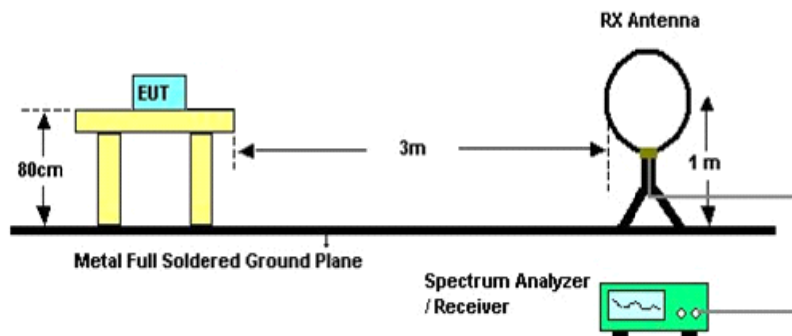 RX Antenna
EUT
3m
80cm
1 m
Metal Full Soldered Ground Plane
Spectrum Analyzer
/ Receiver